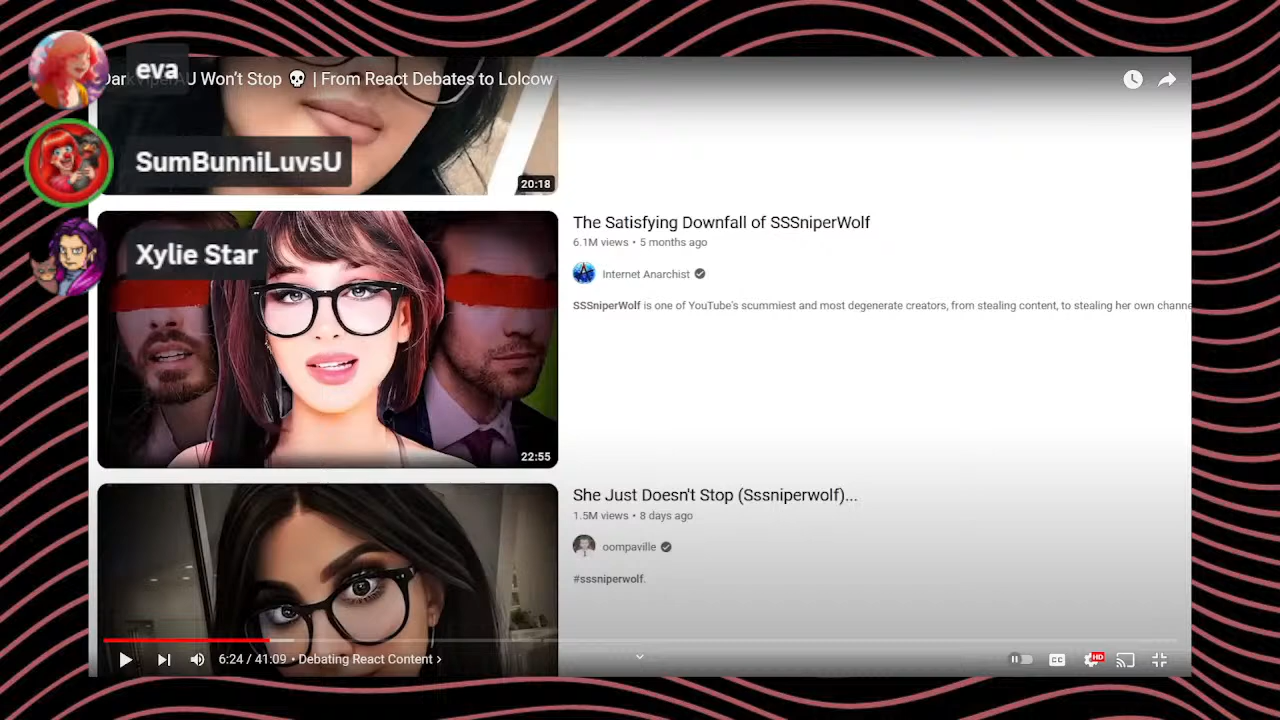 eva
DarkViperAU Won't Stop 💀 | From React Debates to Lolcow
SumBunniLuvsU
20:18
The Satisfying Downfall of SSSniperWolf
6.1M views • 5 months ago
Xylie Star
Internet Anarchist
SSSniperWolf is one of YouTube's scummiest and most degenerate creators, from stealing content, to stealing her own channe
22:55
She Just Doesn't Stop (Sssniperwolf)...
1.5M views • 8 days ago
oompaville
#sssniperwolf.
6:24 / 41:09 • Debating React Content ›
CC
HD